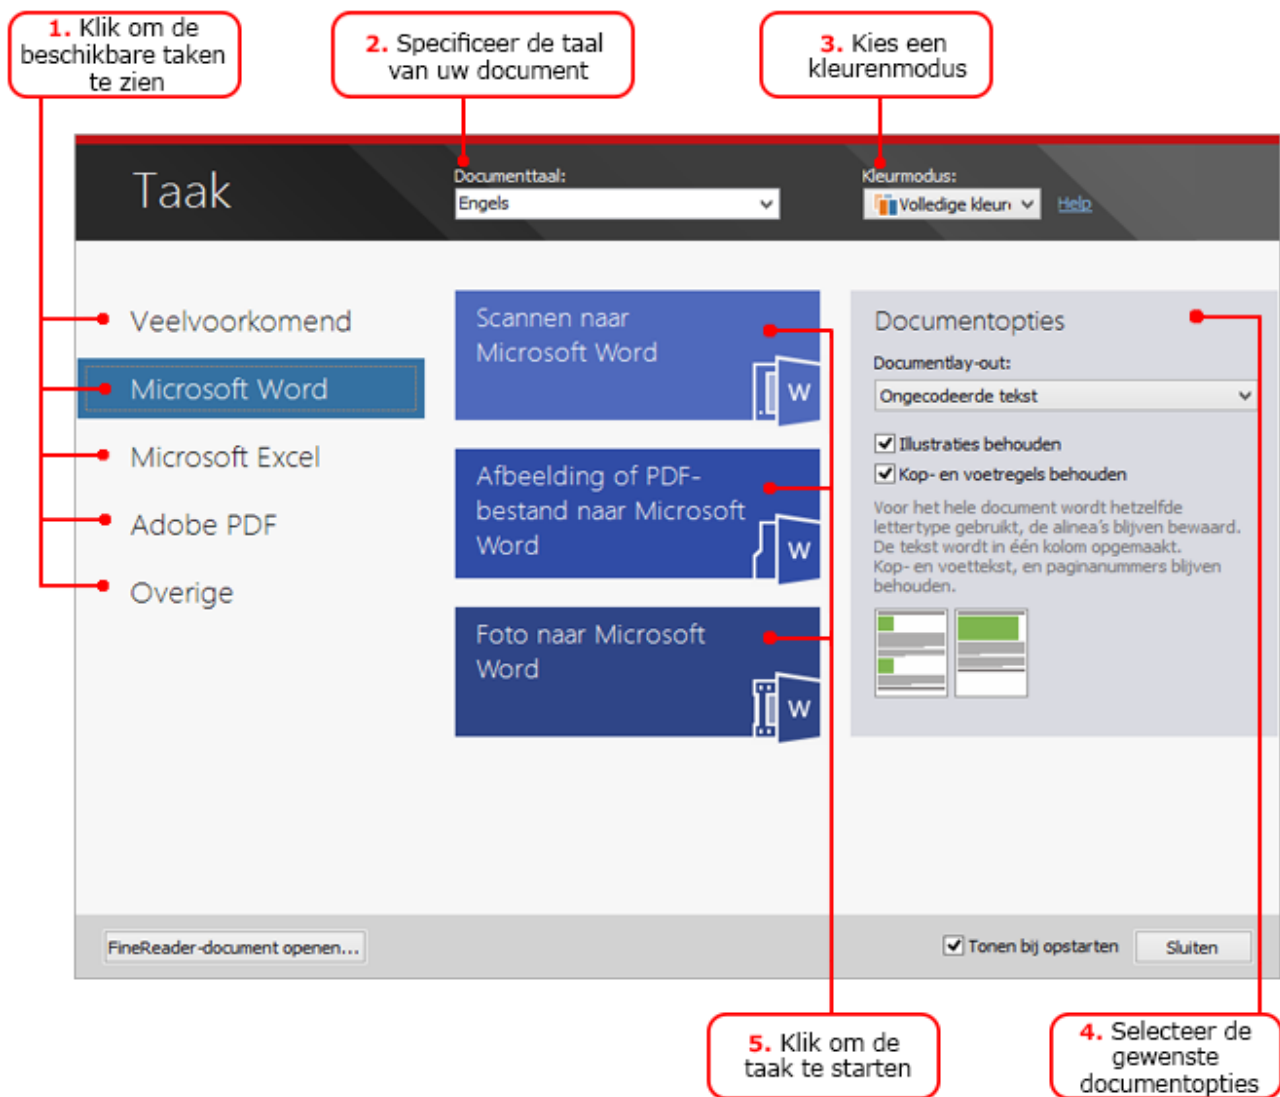 1. Klik om de
beschikbare taken
te zien
2. Specificeer de taal
van uw document
3. Kies een
kleurenmodus
Taak
Documenttaal:
Engels
Kleurmodus:
Volledige kleur
Help
Veelvoorkomend
Microsoft Word
Microsoft Excel
Adobe PDF
Overige
Scannen naar
Microsoft Word
W
Afbeelding of PDF-
bestand naar Microsoft
Word
W
Foto naar Microsoft
Word
W
Documentopties
Documentlay-out:
Ongecodeerde tekst
Illustraties behouden
Kop- en voetregels behouden
Voor het hele document wordt hetzelfde
lettertype gebruikt, de alinea's blijven bewaard.
De tekst wordt in één kolom opgemaakt.
Kop- en voettekst, en paginanummers blijven
behouden.
FineReader-document openen...
Tonen bij opstarten
Sluiten
5. Klik om de
taak te starten
4. Selecteer de
gewenste
documentopties